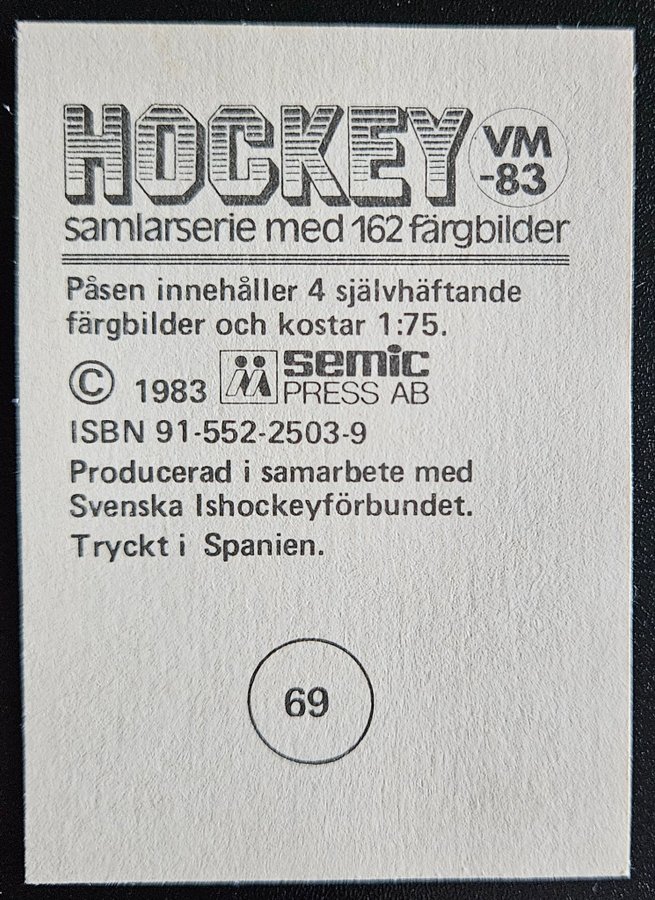 HOCKEY VM -83
samlarserie med 162 färgbilder
Påsen innehåller 4 självhäftande
färgbilder och kostar 1:75.
© 1983 semic PRESS AB
ISBN 91-552-2503-9
Producerad i samarbete med
Svenska Ishockeyförbundet.
Tryckt i Spanien.
69